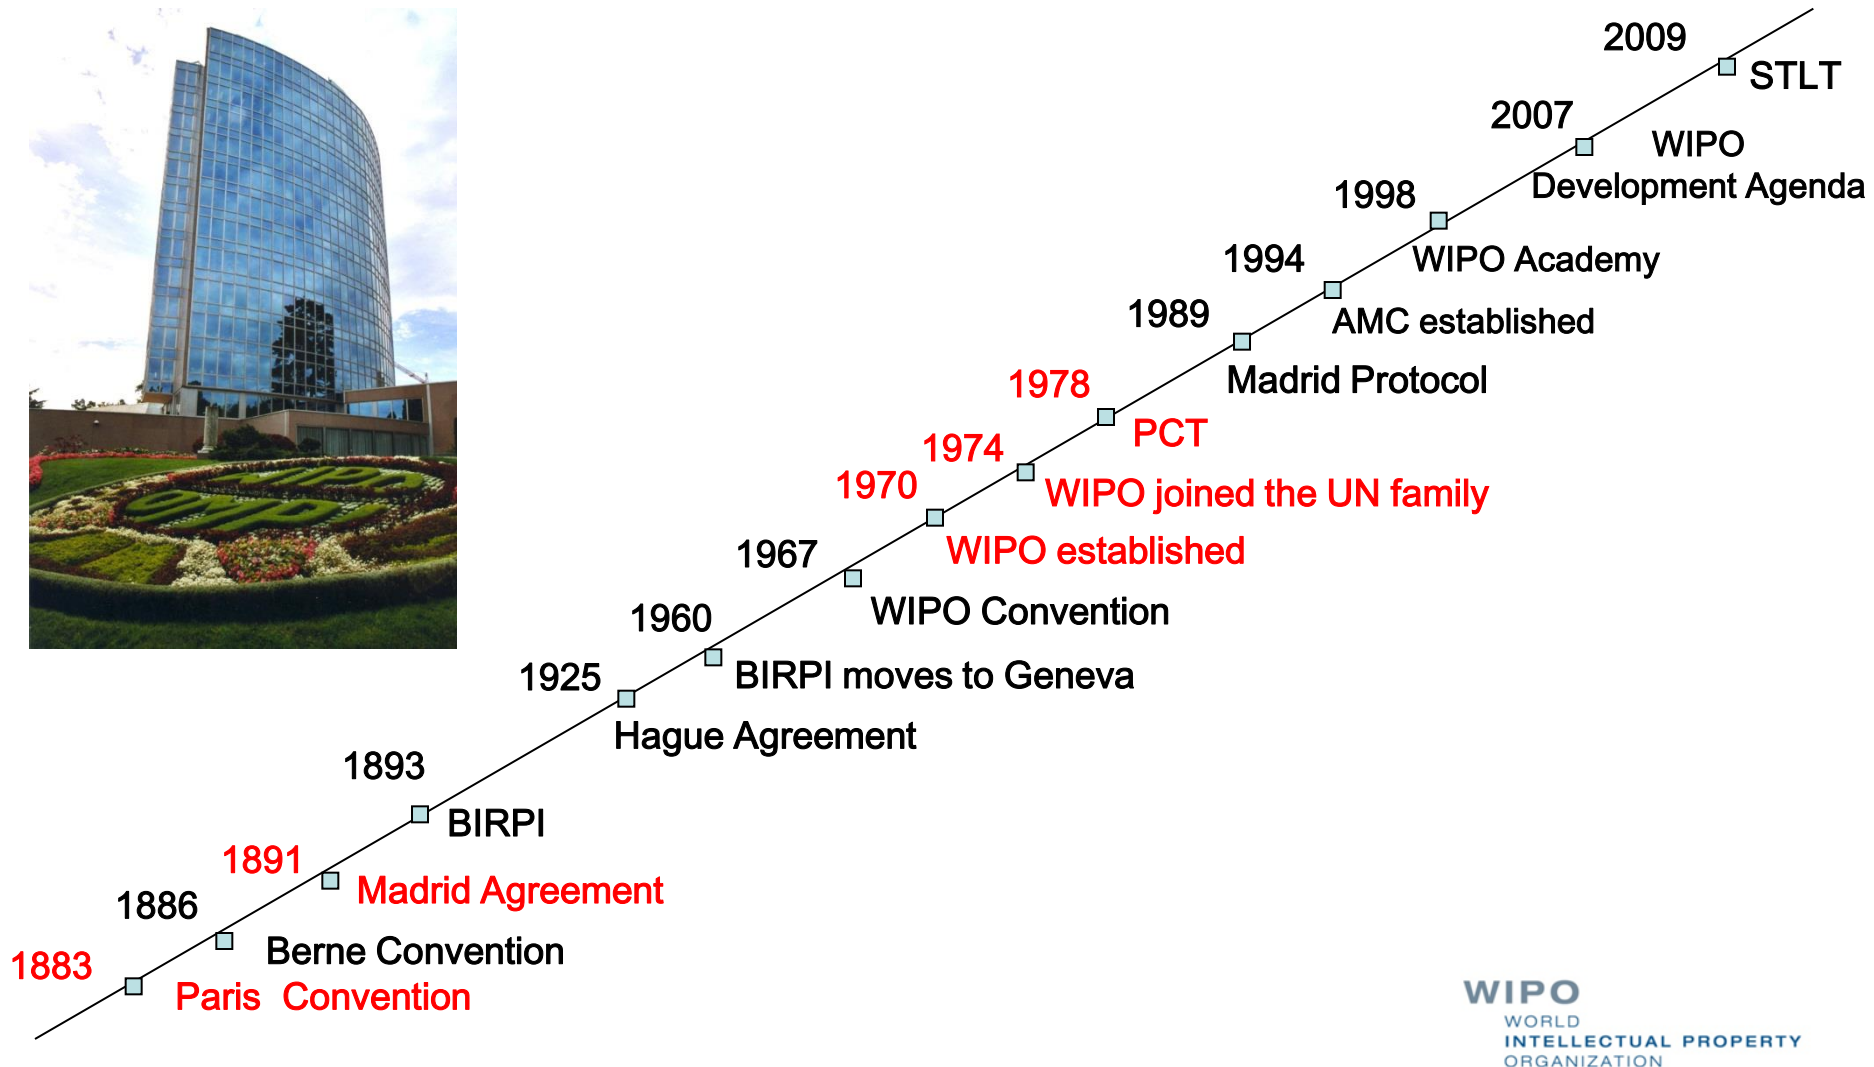 2009
STLT
2007
WIPO
Development Agenda
1998
WIPO Academy
1994
AMC established
1989
Madrid Protocol
1978
PCT
1974
WIPO joined the UN family
1970
WIPO established
1967
WIPO Convention
1960
BIRPI moves to Geneva
1925
Hague Agreement
1893
BIRPI
1891
Madrid Agreement
1886
Berne Convention
1883
Paris Convention
WIPO
WORLD
INTELLECTUAL PROPERTY
ORGANIZATION